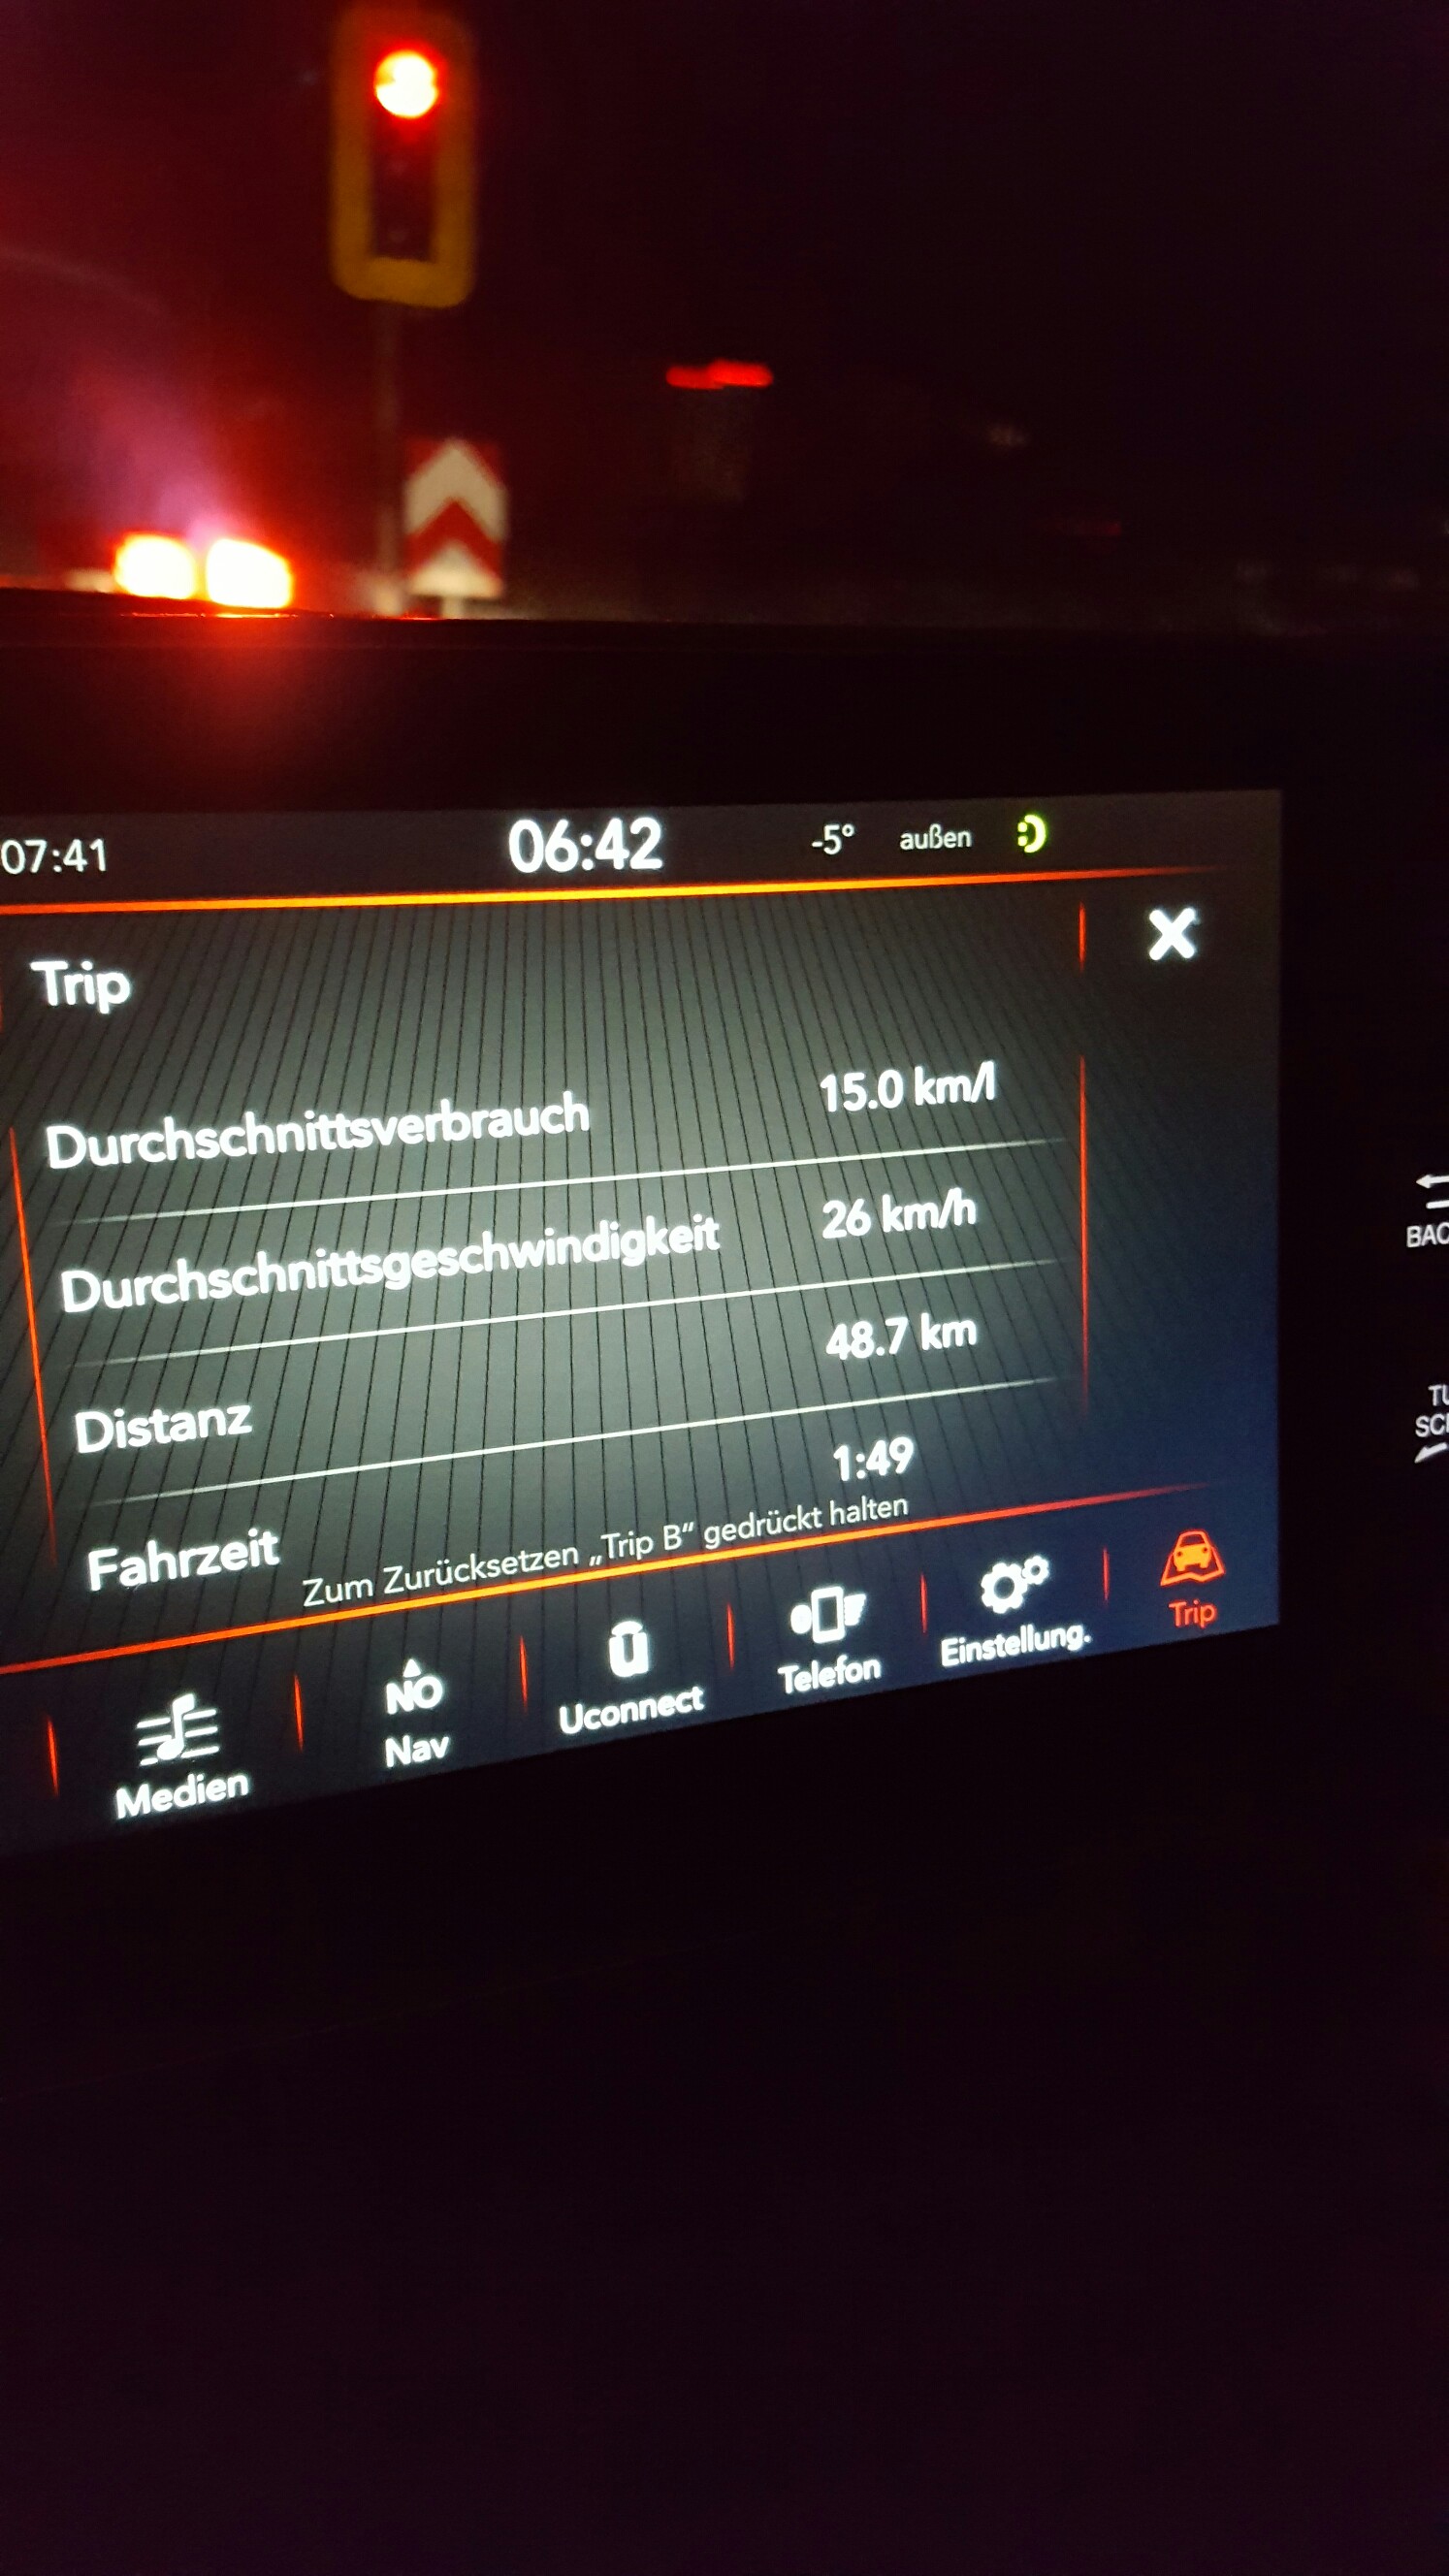 07:41 06:42 -5° außen
Trip
Durchschnittsverbrauch 15.0 km/l
Durchschnittsgeschwindigkeit 26 km/h
Distanz 48.7 km
Fahrzeit 1:49
Zum Zurücksetzen „Trip B“ gedrückt halten
Medien NO Nav Uconnect Telefon Einstellung. Trip